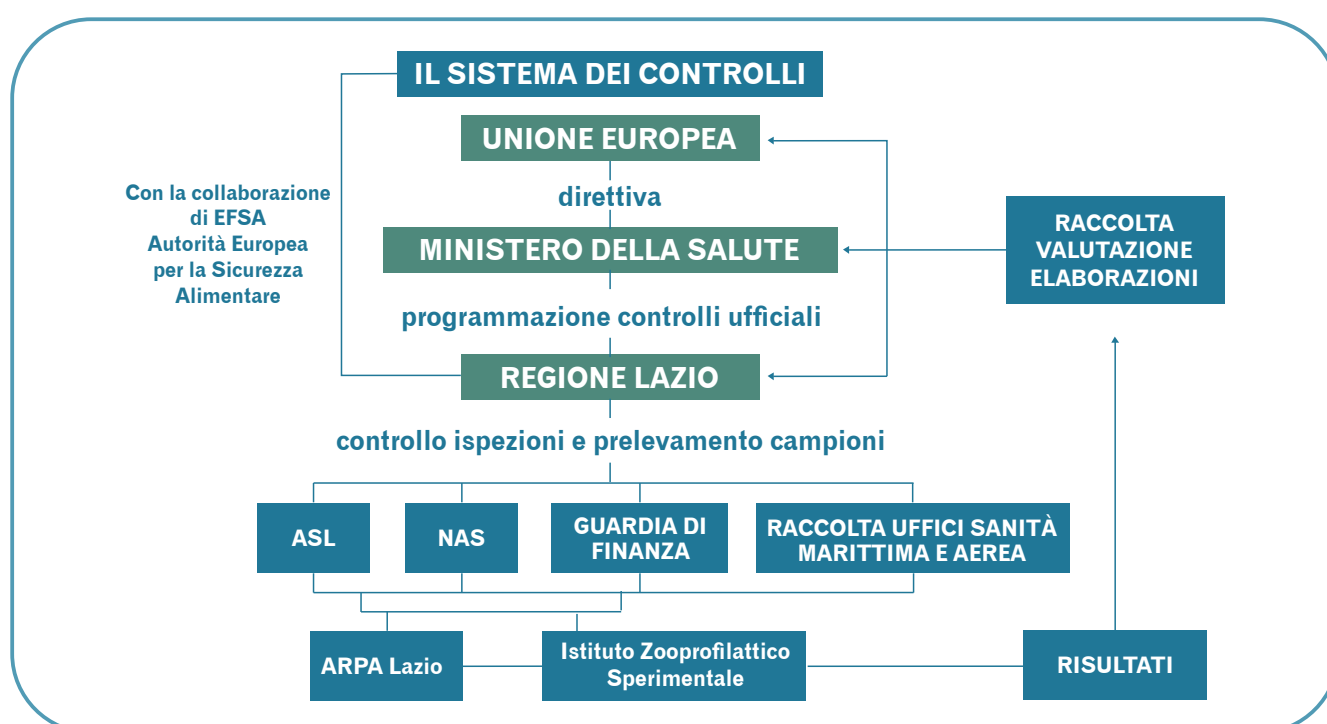 IL SISTEMA DEI CONTROLLI
UNIONE EUROPEA
direttiva
MINISTERO DELLA SALUTE
programmazione controlli ufficiali
REGIONE LAZIO
controllo ispezioni e prelevamento campioni
Con la collaborazione
di EFSA
Autorità Europea
per la Sicurezza
Alimentare
RACCOLTA
VALUTAZIONE
ELABORAZIONI
ASL
NAS
GUARDIA DI
FINANZA
RACCOLTA UFFICI SANITÀ
MARITTIMA E AEREA
ARPA Lazio
Istituto Zooprofilattico
Sperimentale
RISULTATI